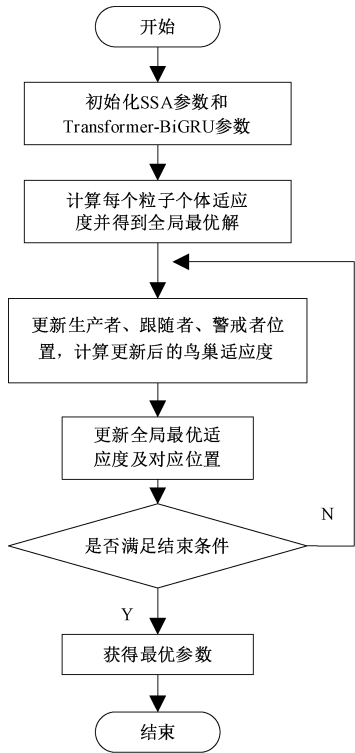 开始
初始化SSA参数和
Transformer-BiGRU参数
计算每个粒子个体适应
度并得到全局最优解
更新生产者、跟随者、警戒者位
置，计算更新后的鸟巢适应度
更新全局最优适
应度及对应位置
N
是否满足结束条件
Y
获得最优参数
结束